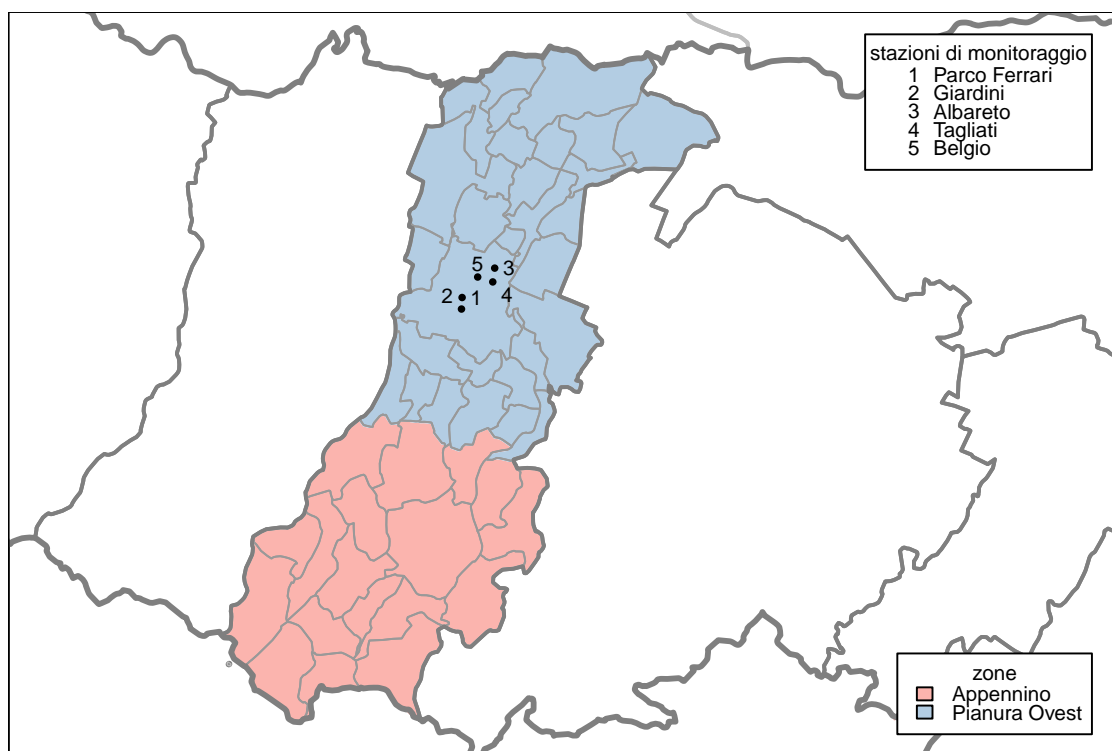 stazioni di monitoraggio
1 Parco Ferrari
2 Giardini
3 Albareto
4 Tagliati
5 Belgio
5 3
4
2 1
zone
Appennino
Pianura Ovest